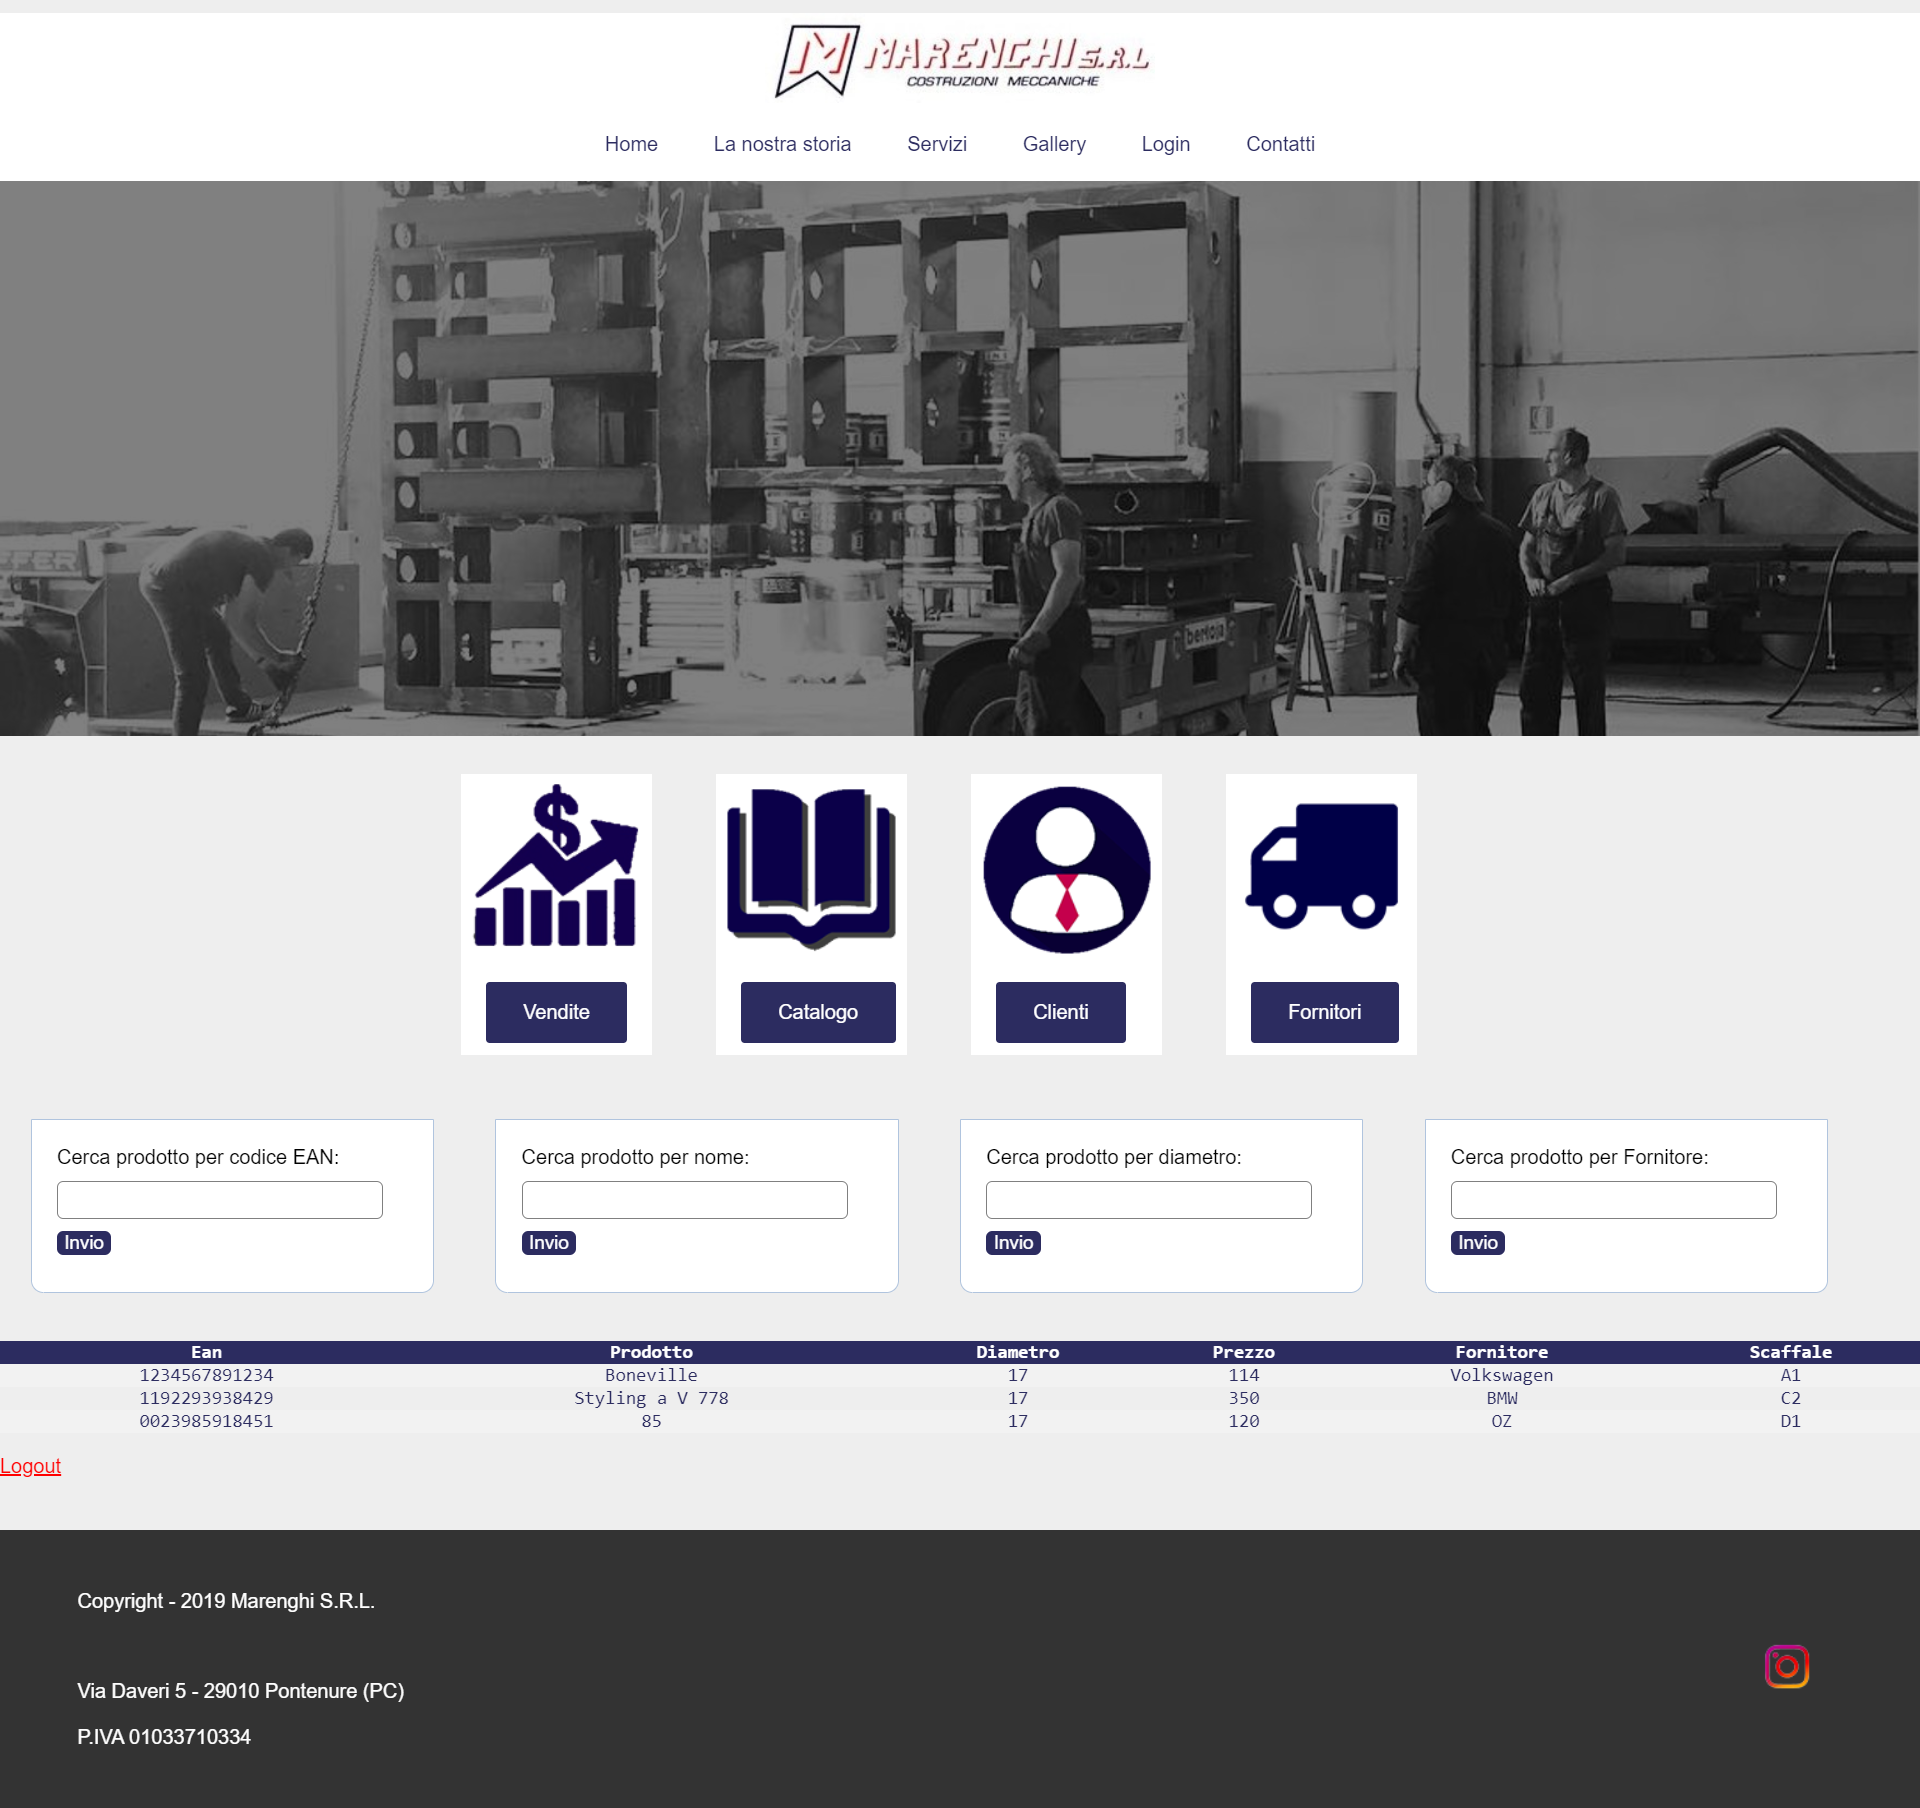 MARENGHI S.R.L
COSTRUZIONI MECCANICHE
Home La nostra storia Servizi Gallery Login Contatti
FER
bertoja
Vendite Catalogo Clienti Fornitori
Cerca prodotto per codice EAN: Cerca prodotto per nome: Cerca prodotto per diametro: Cerca prodotto per Fornitore:
Invio Invio Invio Invio
Ean Prodotto Diametro Prezzo Fornitore Scaffale
1234567891234 Boneville 17 114 Volkswagen A1
1192293938429 Styling a V 778 17 350 BMW C2
0023985918451 85 17 120 OZ D1
Logout
Copyright - 2019 Marenghi S.R.L.
Via Daveri 5 - 29010 Pontenure (PC)
P.IVA 01033710334